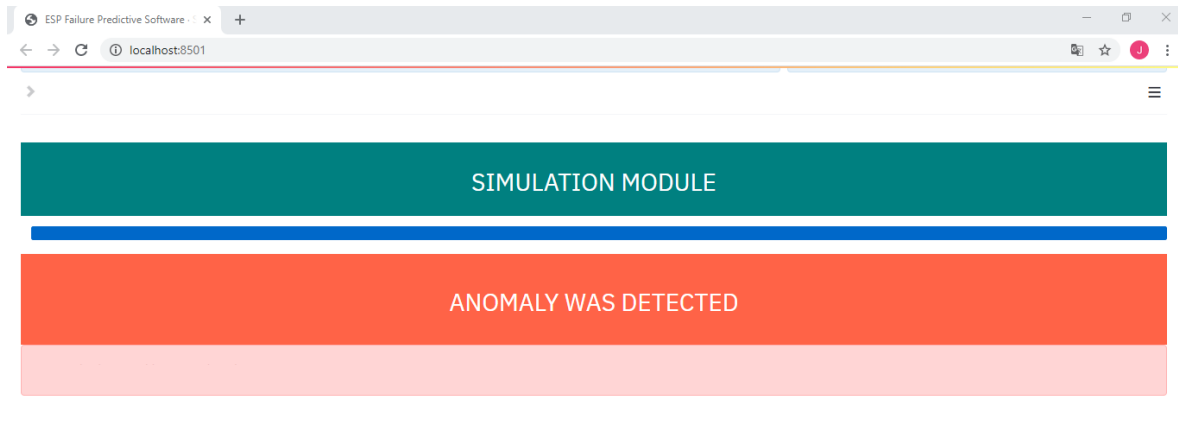 ESP Failure Predictive Software · S
localhost:8501
J
SIMULATION MODULE
ANOMALY WAS DETECTED